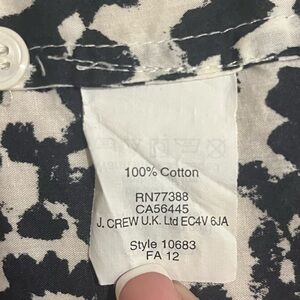 100% Cotton
RN77388
CA56445
J. CREW U.K. Ltd EC4V 6JA
Style 10683
FA 12